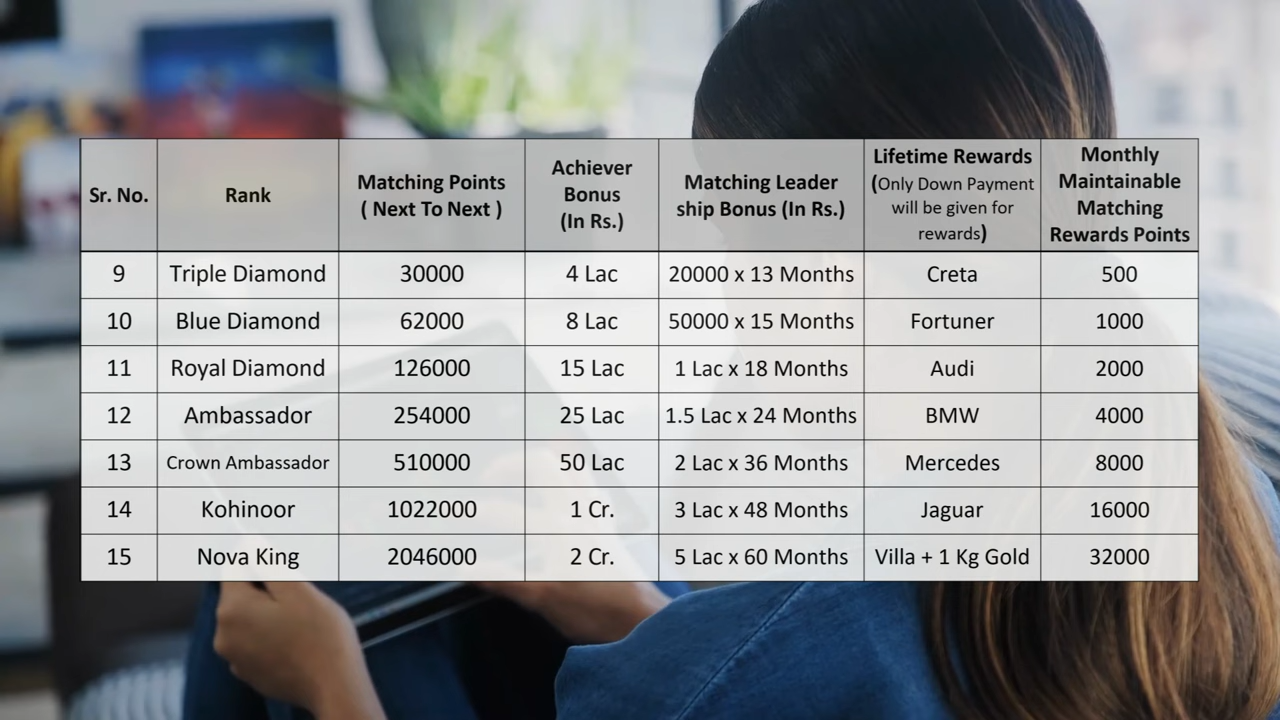 Sr. No. Rank Matching Points ( Next To Next ) Achiever Bonus (In Rs.) Matching Leader ship Bonus (In Rs.) Lifetime Rewards (Only Down Payment will be given for rewards) Monthly Maintainable Matching Rewards Points
9 Triple Diamond 30000 4 Lac 20000 x 13 Months Creta 500
10 Blue Diamond 62000 8 Lac 50000 x 15 Months Fortuner 1000
11 Royal Diamond 126000 15 Lac 1 Lac x 18 Months Audi 2000
12 Ambassador 254000 25 Lac 1.5 Lac x 24 Months BMW 4000
13 Crown Ambassador 510000 50 Lac 2 Lac x 36 Months Mercedes 8000
14 Kohinoor 1022000 1 Cr. 3 Lac x 48 Months Jaguar 16000
15 Nova King 2046000 2 Cr. 5 Lac x 60 Months Villa + 1 Kg Gold 32000